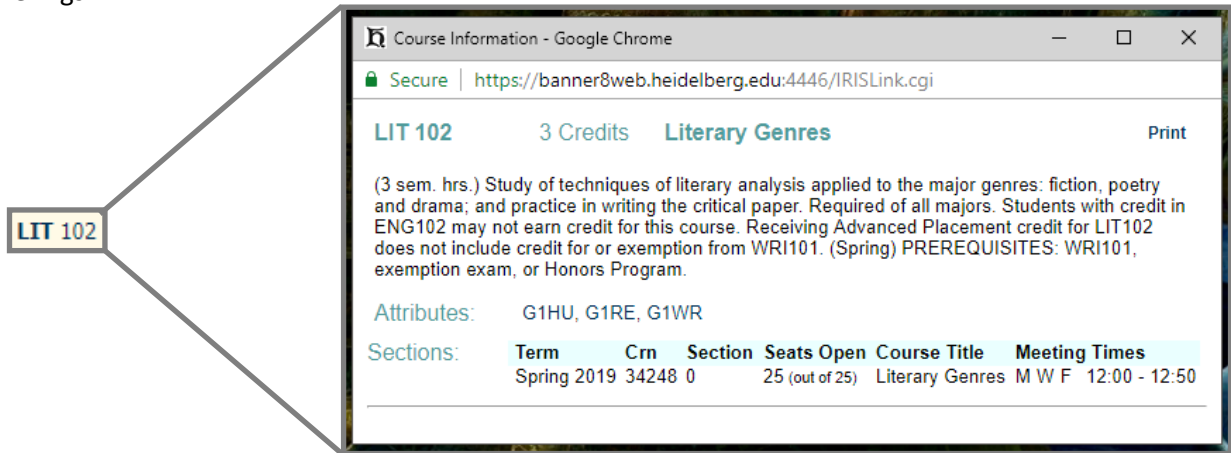 Course Information - Google Chrome
Secure | https://banner8web.heidelberg.edu:4446/IRISLink.cgi
LIT 102 3 Credits Literary Genres Print
(3 sem. hrs.) Study of techniques of literary analysis applied to the major genres: fiction, poetry
and drama; and practice in writing the critical paper. Required of all majors. Students with credit in
ENG102 may not earn credit for this course. Receiving Advanced Placement credit for LIT102
does not include credit for or exemption from WRI101. (Spring) PREREQUISITES: WRI101,
exemption exam, or Honors Program.
LIT 102
Attributes: G1HU, G1RE, G1WR
Sections: Term Crn Section Seats Open Course Title Meeting Times
Spring 2019 34248 0 25 (out of 25) Literary Genres M W F 12:00 - 12:50